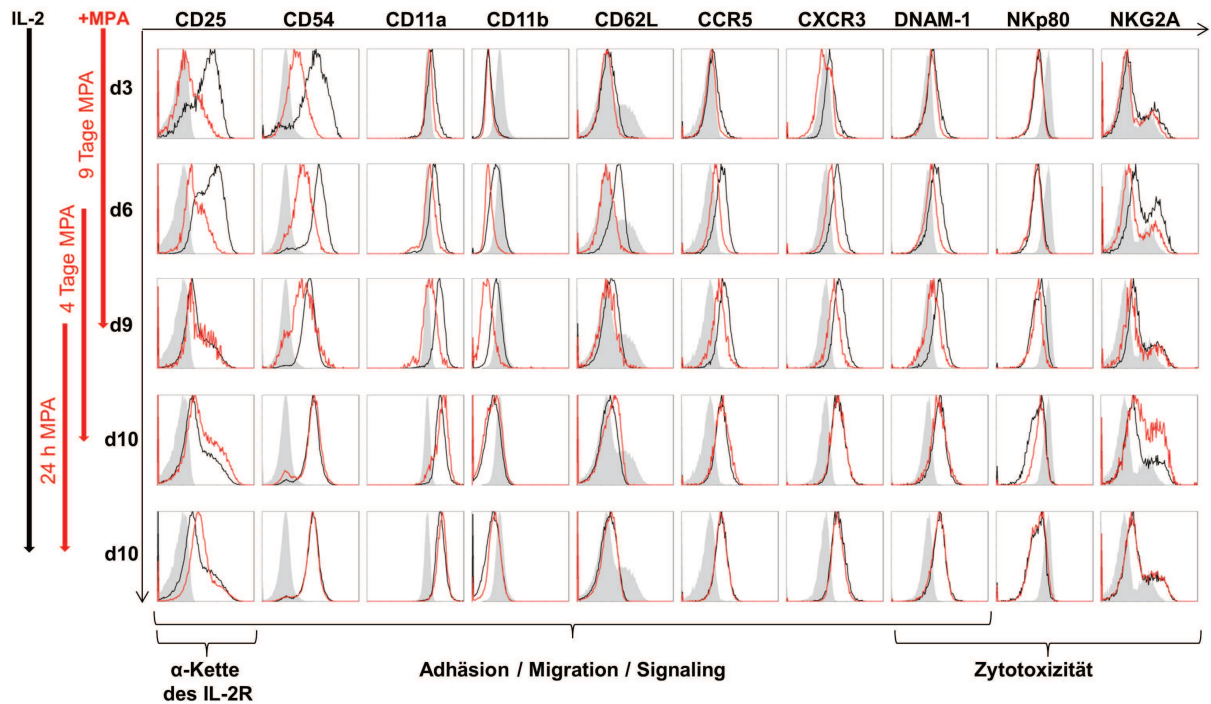 IL-2 +MPA CD25 CD54 CD11a CD11b CD62L CCR5 CXCR3 DNAM-1 NKp80 NKG2A
d3
9 Tage MPA
d6
4 Tage MPA
d9
24 h MPA
d10
d10
α-Kette
des IL-2R
Adhäsion / Migration / Signaling
Zytotoxizität